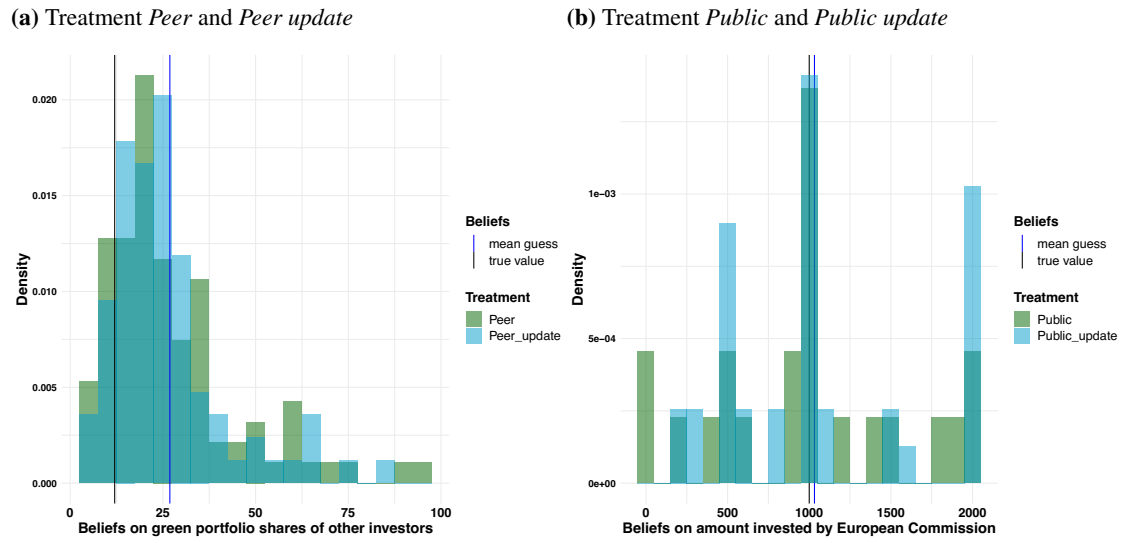 (a) Treatment Peer and Peer update
0.020
0.015
0.010
0.005
0.000
Density
0 25 50 75 100
Beliefs on green portfolio shares of other investors
Beliefs
mean guess
true value
Treatment
Peer
Peer_update
(b) Treatment Public and Public update
1e−03
5e−04
0e+00
Density
0 500 1000 1500 2000
Beliefs on amount invested by European Commission
Beliefs
mean guess
true value
Treatment
Public
Public_update